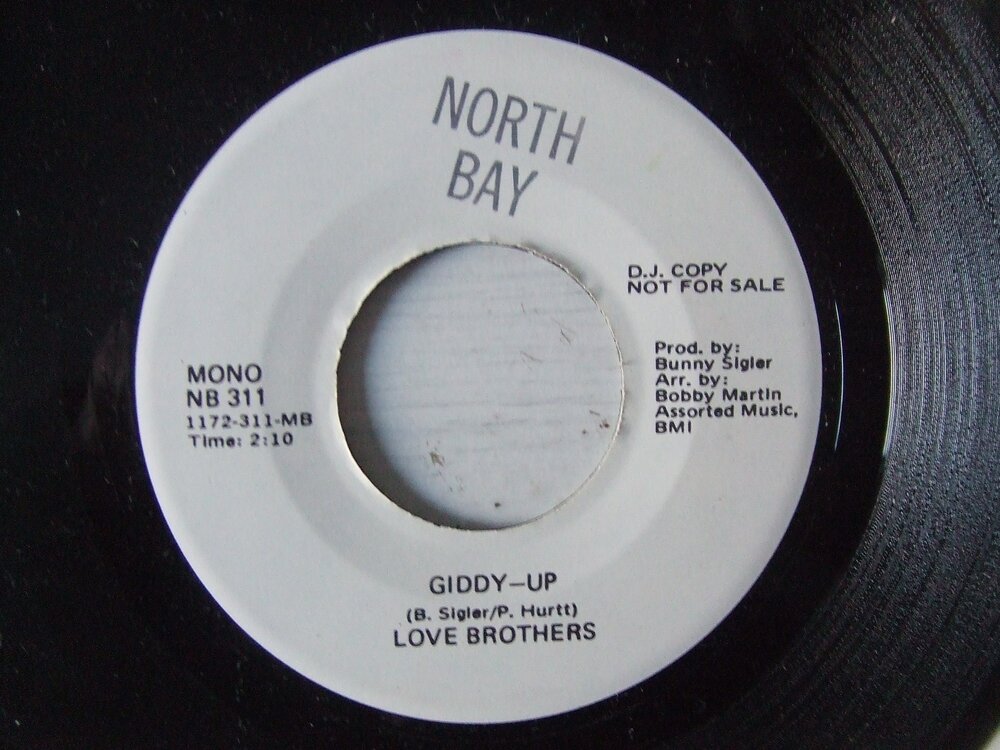 NORTH
BAY
D.J. COPY
NOT FOR SALE
MONO
NB 311
1172-311-MB
Time: 2:10
Prod. by:
Bunny Sigler
Arr. by:
Bobby Martin
Assorted Music,
BMI
GIDDY—UP
(B. Sigler/P. Hurtt)
LOVE BROTHERS